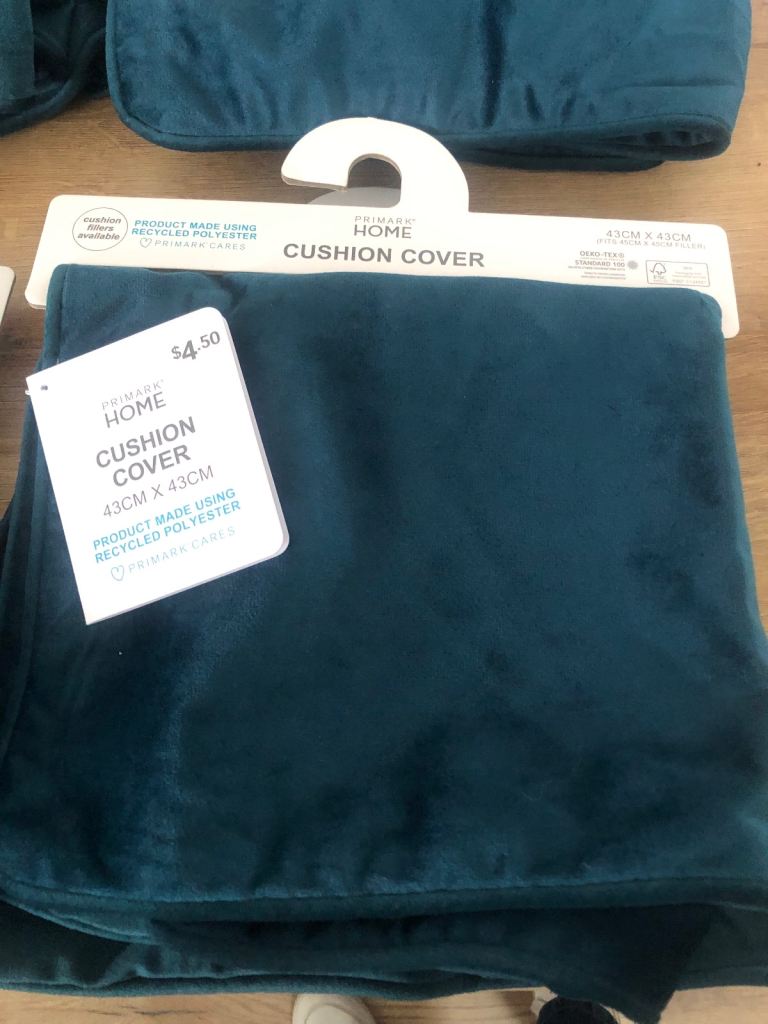 cushion
fillers
available
PRODUCT MADE USING
RECYCLED POLYESTER
PRIMARK CARES
PRIMARK®
HOME
CUSHION COVER
43CM X 43CM
(FITS 45CM X 45CM FILLER)
OEKO-TEX®
STANDARD 100
FSC
$4.50
PRIMARK®
HOME
CUSHION
COVER
43CM X 43CM
PRODUCT MADE USING
RECYCLED POLYESTER
PRIMARK CARES